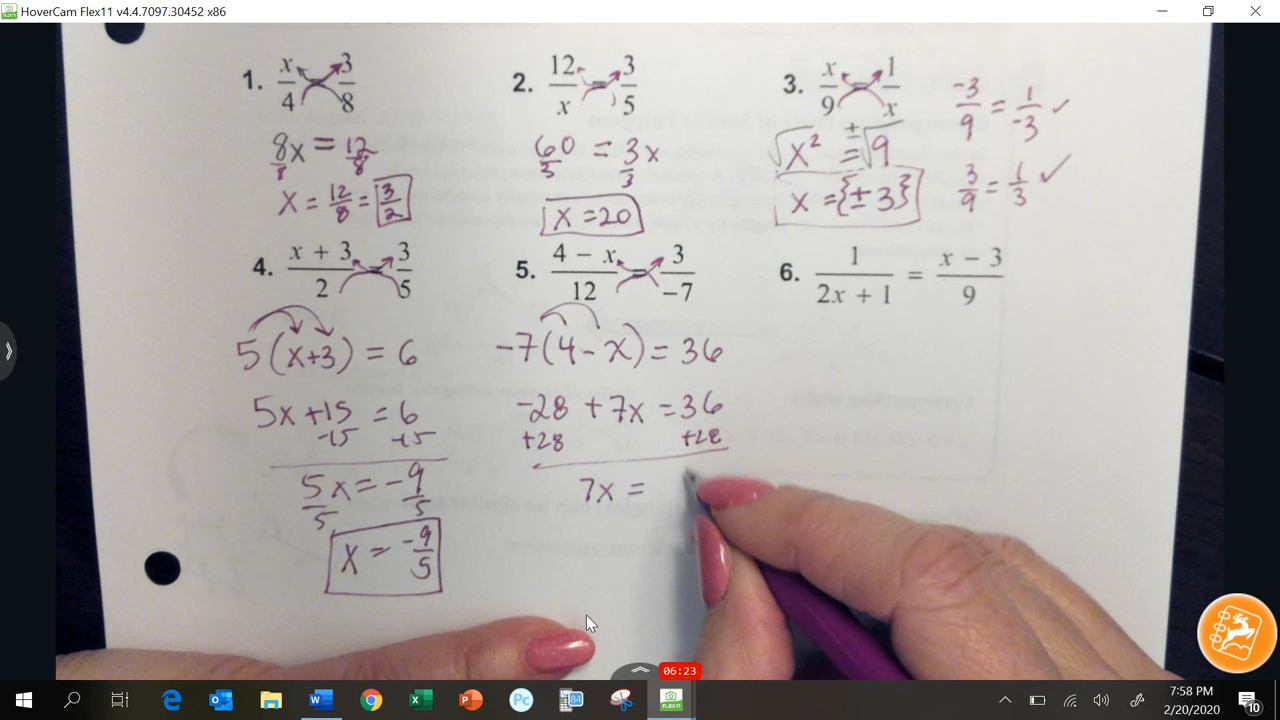 HoverCam Flex11 v4.4.7097.30452 x86
1. x/4 = 3/8
8x/8 = 12/8
x = 12/8 = 3/2
2. 12/x = 3/5
60/3 = 3x/3
x = 20
3. x/9 = 1/x
√x² = ±√9
x = {±3}
-3/9 = 1/-3 ✓
3/9 = 1/3 ✓
4. x + 3/2 = 3/5
5(x+3) = 6
5x + 15 = 6
-15 -15
5x/5 = -9/5
x = -9/5
5. 4 - x/12 = 3/-7
-7(4 - x) = 36
-28 + 7x = 36
+28 +28
7x =
6. 1/2x + 1 = x - 3/9
06:23
7:58 PM
2/20/2020
10